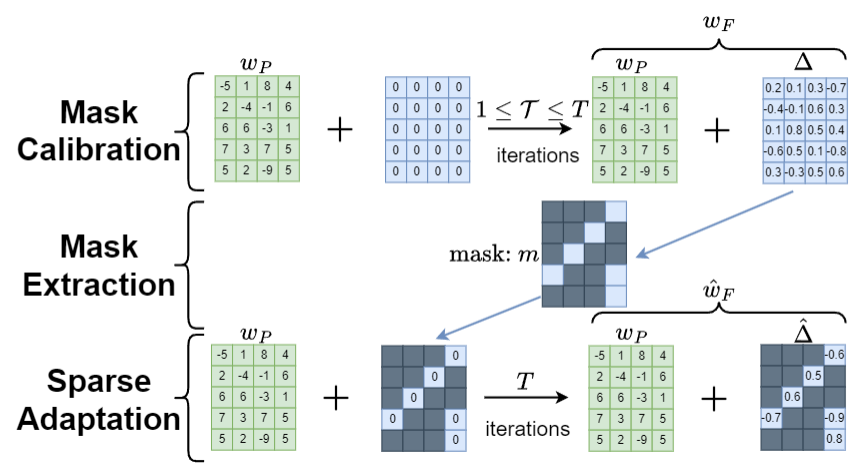 w_F
w_P w_P Δ
Mask Calibration
-5 1 8 4
2 -4 -1 6
6 6 -3 1
7 3 7 5
5 2 -9 5
+
0 0 0 0
0 0 0 0
0 0 0 0
0 0 0 0
0 0 0 0
1 ≤ 𝒯 ≤ T
iterations
-5 1 8 4
2 -4 -1 6
6 6 -3 1
7 3 7 5
5 2 -9 5
+
0.2 0.1 0.3 -0.7
-0.4 -0.1 0.6 0.3
0.1 0.8 0.5 0.4
-0.6 0.5 0.1 -0.8
0.3 -0.3 0.5 0.6
Mask
Extraction
mask: m
ŵ_F
w_P w_P Δ̂
Sparse
Adaptation
-5 1 8 4
2 -4 -1 6
6 6 -3 1
7 3 7 5
5 2 -9 5
+
0
0
0
0 0
0
T
iterations
-5 1 8 4
2 -4 -1 6
6 6 -3 1
7 3 7 5
5 2 -9 5
+
-0.6
0.5
0.6
-0.7 -0.9
0.8